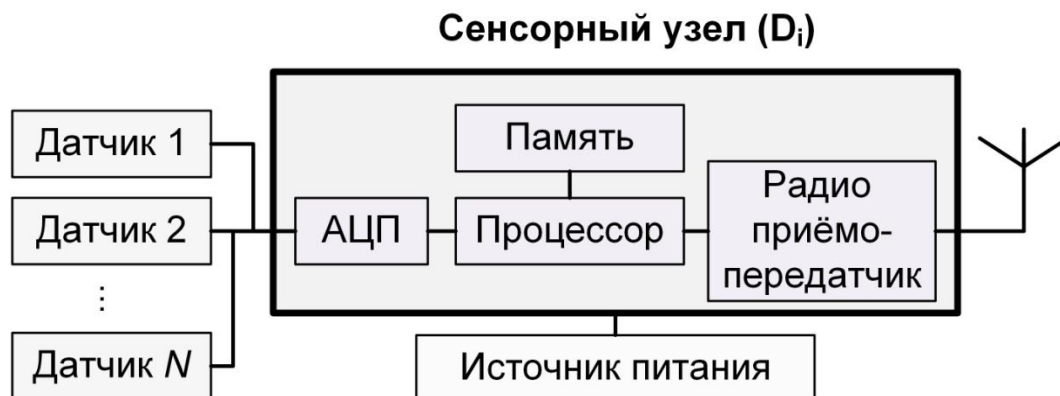 Сенсорный узел (Di)
Датчик 1
Датчик 2
⋮
Датчик N
АЦП
Память
Процессор
Радио
приёмо-
передатчик
Источник питания